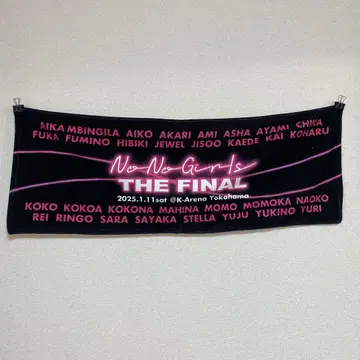 MKA MBINGILA AIKO AKARI AMI ASHA AYAMI CHIKA
FUKA FUMINO HIBIKI JEWEL JISOO KAEDE KAI KOHARU
No No Girls
THE FINAL
2025.1.11sat @K-Arena Yokohama
KOKO KOKOA KOKONA MAHINA MOMO MOMOKA NAOKO
REI RINGO SARA SAYAKA STELLA YUJU YUKINO YURI